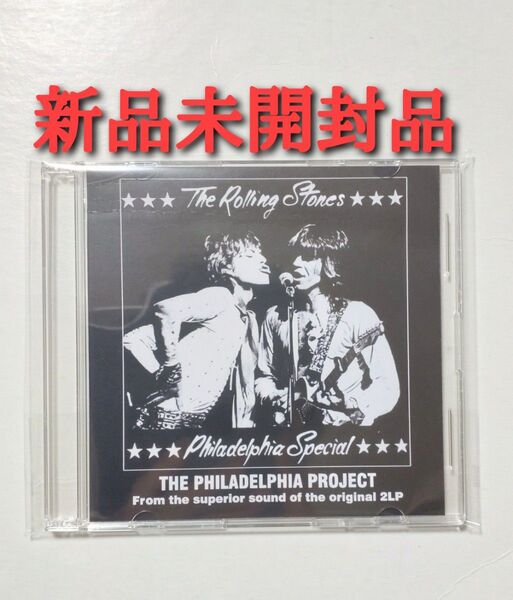 新品未開封品
★★★ The Rolling Stones ★★★
★★★ Philadelphia Special ★★★
THE PHILADELPHIA PROJECT
From the superior sound of the original 2LP